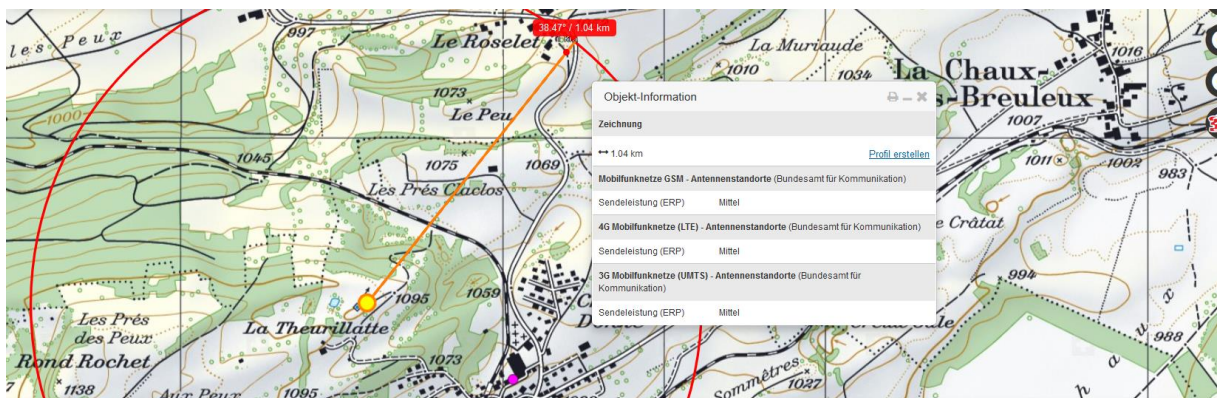 les Peux
997
Le Roselet
38.47° / 1.04 km
La Muriaude
1010
1034
1016
La Chaux-
s-Breuleux
1007
1073
Le Peu
1000
1045
1075
1069
Les Prés Claclos
1011
1002
983
Objekt-Information
Zeichnung
1.04 km
Profil erstellen
Mobilfunknetze GSM - Antennenstandorte (Bundesamt für Kommunikation)
Sendeleistung (ERP) Mittel
4G Mobilfunknetze (LTE) - Antennenstandorte (Bundesamt für Kommunikation)
Sendeleistung (ERP) Mittel
3G Mobilfunknetze (UMTS) - Antennenstandorte (Bundesamt für
Kommunikation)
Sendeleistung (ERP) Mittel
e Crâtat
994
1095
1059
La Theurillatte
Les Prés
des Peux
Rond Rochet
1138
1073
988
Aux Peux
1095
Sommêtres
1027